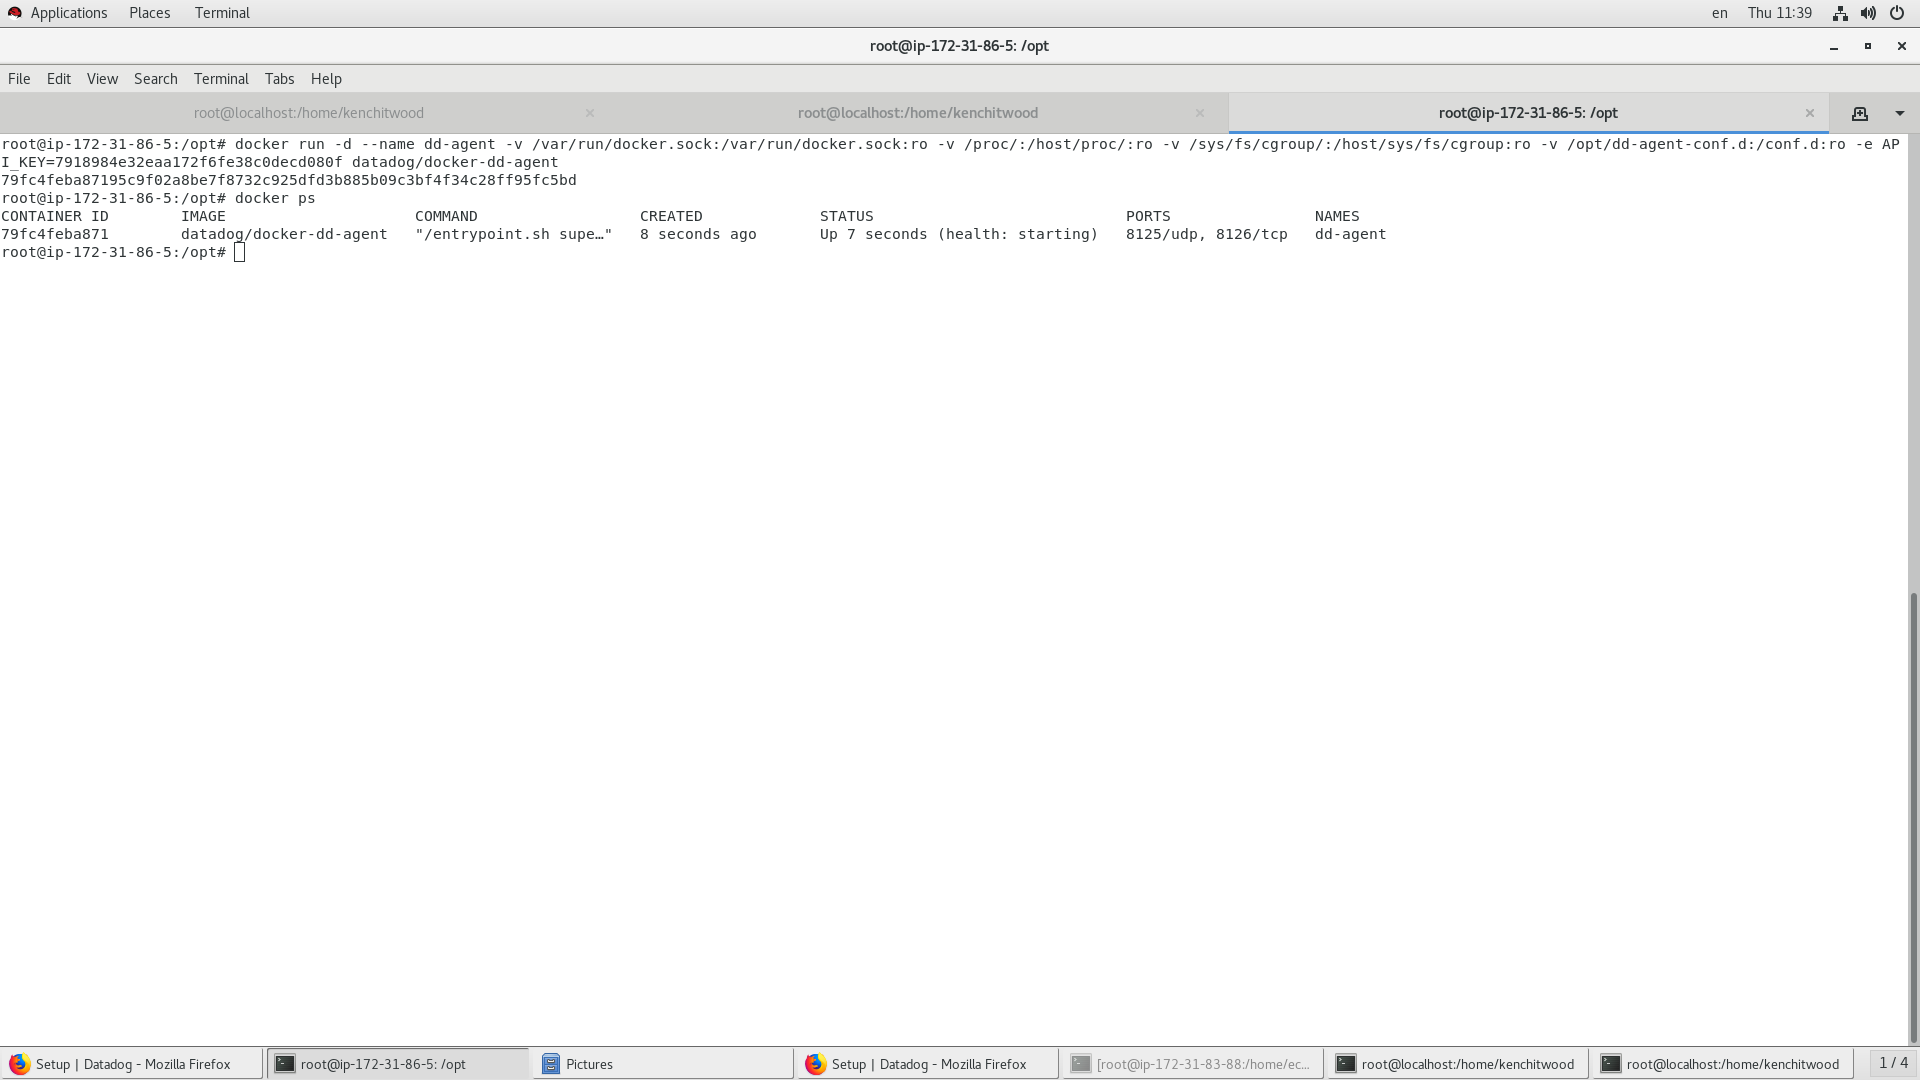 Applications Places Terminal en Thu 11:39
root@ip-172-31-86-5: /opt
File Edit View Search Terminal Tabs Help
root@localhost:/home/kenchitwood × root@localhost:/home/kenchitwood × root@ip-172-31-86-5: /opt ×
root@ip-172-31-86-5:/opt# docker run -d --name dd-agent -v /var/run/docker.sock:/var/run/docker.sock:ro -v /proc/:/host/proc/:ro -v /sys/fs/cgroup/:/host/sys/fs/cgroup:ro -v /opt/dd-agent-conf.d:/conf.d:ro -e AP
I_KEY=7918984e32eaa172f6fe38c0decd080f datadog/docker-dd-agent
79fc4feba87195c9f02a8be7f8732c925dfd3b885b09c3bf4f34c28ff95fc5bd
root@ip-172-31-86-5:/opt# docker ps
CONTAINER ID IMAGE COMMAND CREATED STATUS PORTS NAMES
79fc4feba871 datadog/docker-dd-agent "/entrypoint.sh supe…" 8 seconds ago Up 7 seconds (health: starting) 8125/udp, 8126/tcp dd-agent
root@ip-172-31-86-5:/opt#
Setup | Datadog - Mozilla Firefox root@ip-172-31-86-5: /opt Pictures Setup | Datadog - Mozilla Firefox [root@ip-172-31-83-88:/home/ec... root@localhost:/home/kenchitwood root@localhost:/home/kenchitwood 1 / 4